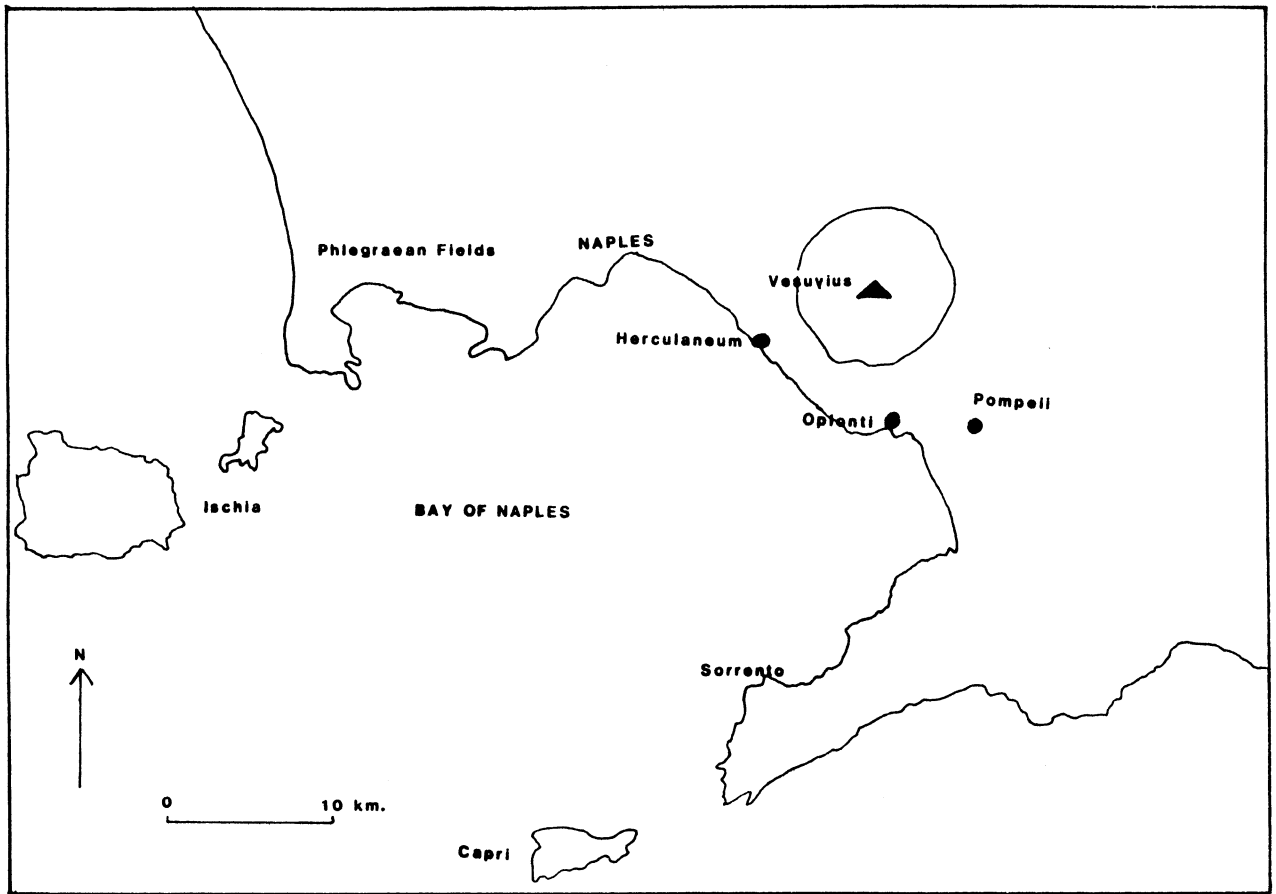 NAPLES
Phlegraean Fields
Vesuvius
Herculaneum
Pompeii
Oplonti
Ischia
BAY OF NAPLES
N
Sorrento
0 10 km.
Capri